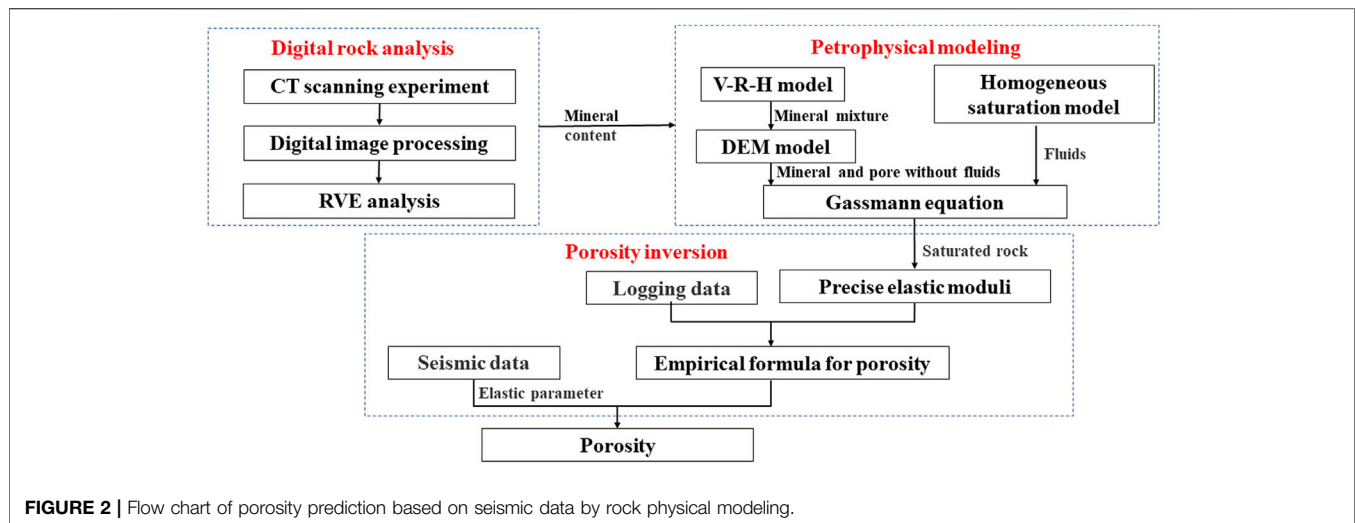 Digital rock analysis
CT scanning experiment
Digital image processing
RVE analysis
Mineral
content
Petrophysical modeling
V-R-H model
Mineral mixture
DEM model
Mineral and pore without fluids
Homogeneous
saturation model
Fluids
Gassmann equation
Saturated rock
Porosity inversion
Logging data
Precise elastic moduli
Seismic data
Empirical formula for porosity
Elastic parameter
Porosity
FIGURE 2 | Flow chart of porosity prediction based on seismic data by rock physical modeling.